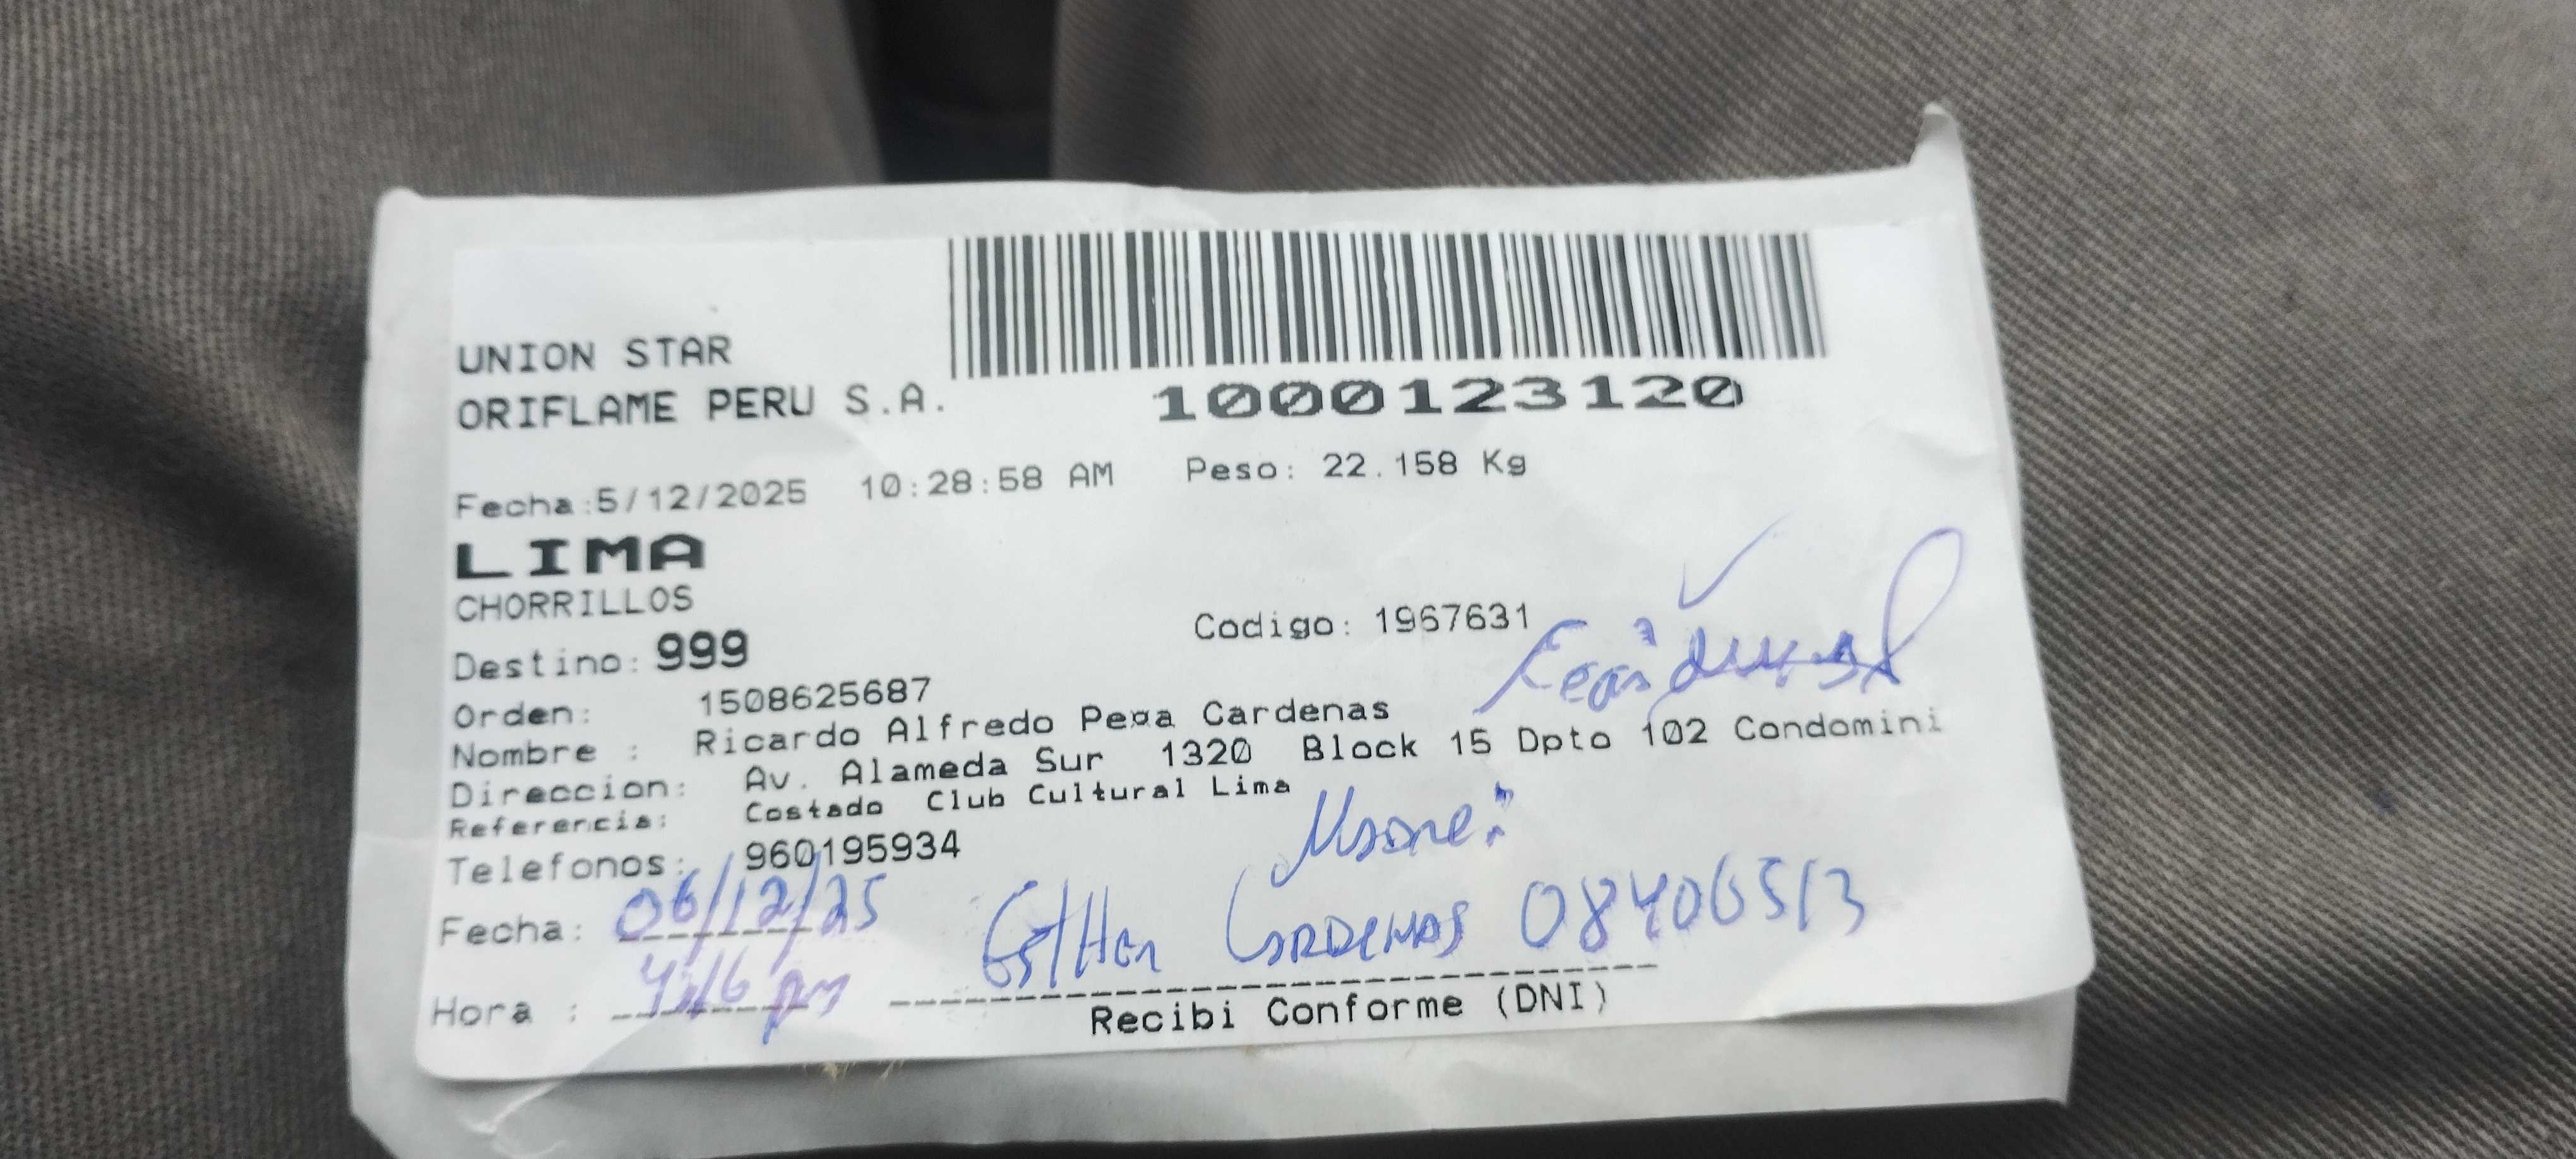 UNION STAR
ORIFLAME PERU S.A.
1000123120
Fecha:5/12/2025 10:28:58 AM Peso: 22.158 Kg
LIMA
CHORRILLOS
Codigo: 1967631
Destino: 999
Orden: 1508625687
Nombre : Ricardo Alfredo Pe¤a Cardenas
Direccion: Av. Alameda Sur 1320 Block 15 Dpto 102 Condomini
Referencia: Costado Club Cultural Lima
Telefonos: 960195934
Fecha: 06/12/25
EstHer CARDENAS 08406513
Hora : 4:16 pm
Recibi Conforme (DNI)